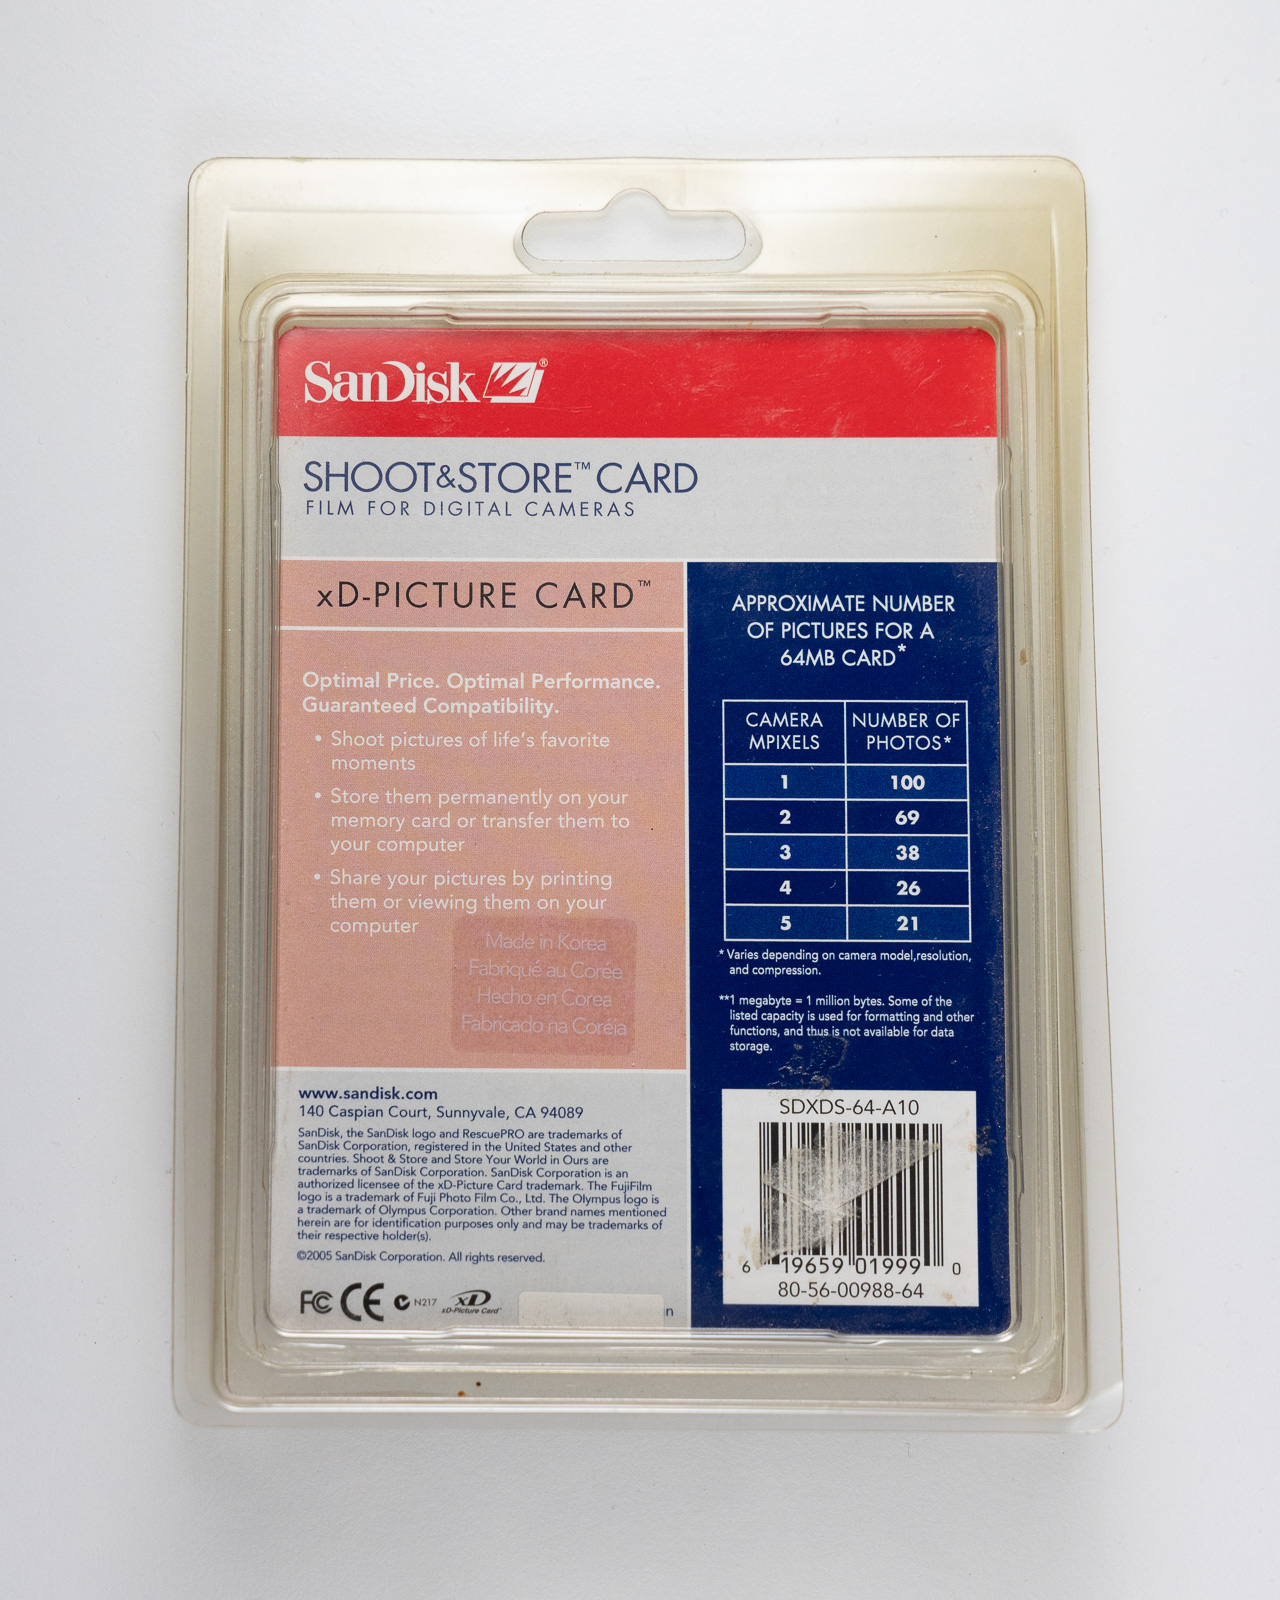 SanDisk®
SHOOT&STORE™ CARD
FILM FOR DIGITAL CAMERAS
xD-PICTURE CARD™
Optimal Price. Optimal Performance.
Guaranteed Compatibility.
• Shoot pictures of life's favorite
moments
• Store them permanently on your
memory card or transfer them to
your computer
• Share your pictures by printing
them or viewing them on your
computer
Made in Korea
Fabriqué au Corée
Hecho en Corea
Fabricado na Coréia
www.sandisk.com
140 Caspian Court, Sunnyvale, CA 94089
SanDisk, the SanDisk logo and RescuePRO are trademarks of
SanDisk Corporation, registered in the United States and other
countries. Shoot & Store and Store Your World in Ours are
trademarks of SanDisk Corporation. SanDisk Corporation is an
authorized licensee of the xD-Picture Card trademark. The FujiFilm
logo is a trademark of Fuji Photo Film Co., Ltd. The Olympus logo is
a trademark of Olympus Corporation. Other brand names mentioned
herein are for identification purposes only and may be trademarks of
their respective holder(s).
©2005 SanDisk Corporation. All rights reserved.
FC CE N217 xD
xD-Picture Card™
n
APPROXIMATE NUMBER
OF PICTURES FOR A
64MB CARD*
CAMERA MPIXELS NUMBER OF PHOTOS*
1 100
2 69
3 38
4 26
5 21
* Varies depending on camera model,resolution,
and compression.
**1 megabyte = 1 million bytes. Some of the
listed capacity is used for formatting and other
functions, and thus is not available for data
storage.
SDXDS-64-A10
6 19659 01999 0
80-56-00988-64